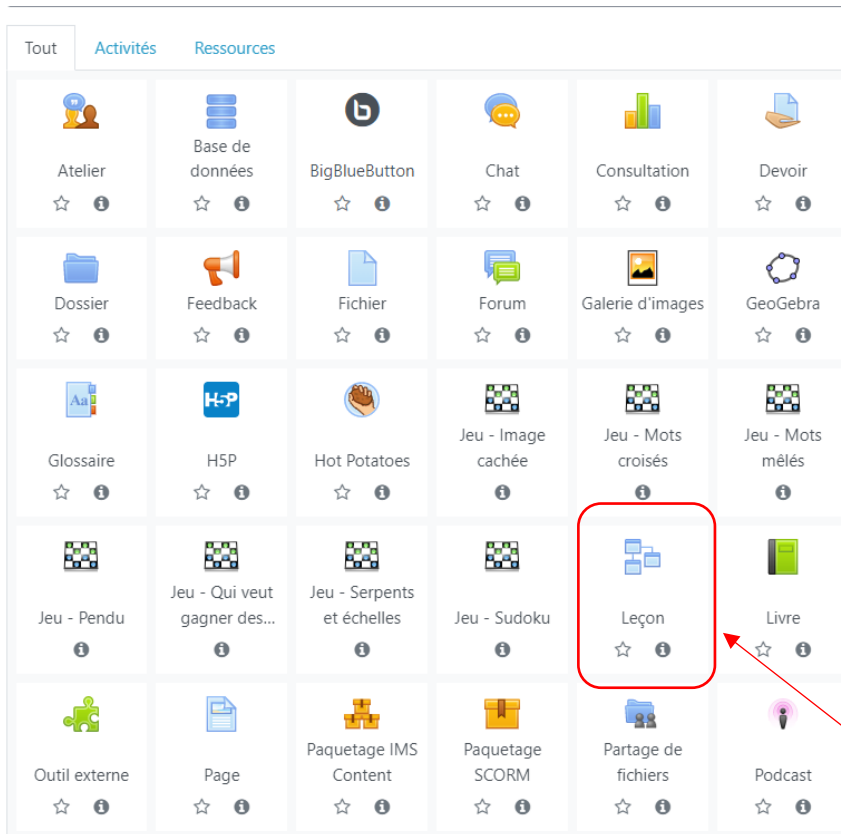 Tout Activités Ressources
Base de
Atelier données BigBlueButton Chat Consultation Devoir
Dossier Feedback Fichier Forum Galerie d'images GeoGebra
Aa H5P
Jeu - Image Jeu - Mots Jeu - Mots
Glossaire H5P Hot Potatoes cachée croisés mêlés
Jeu - Qui veut Jeu - Serpents
Jeu - Pendu gagner des... et échelles Jeu - Sudoku Leçon Livre
Paquetage IMS Paquetage Partage de
Outil externe Page Content SCORM fichiers Podcast